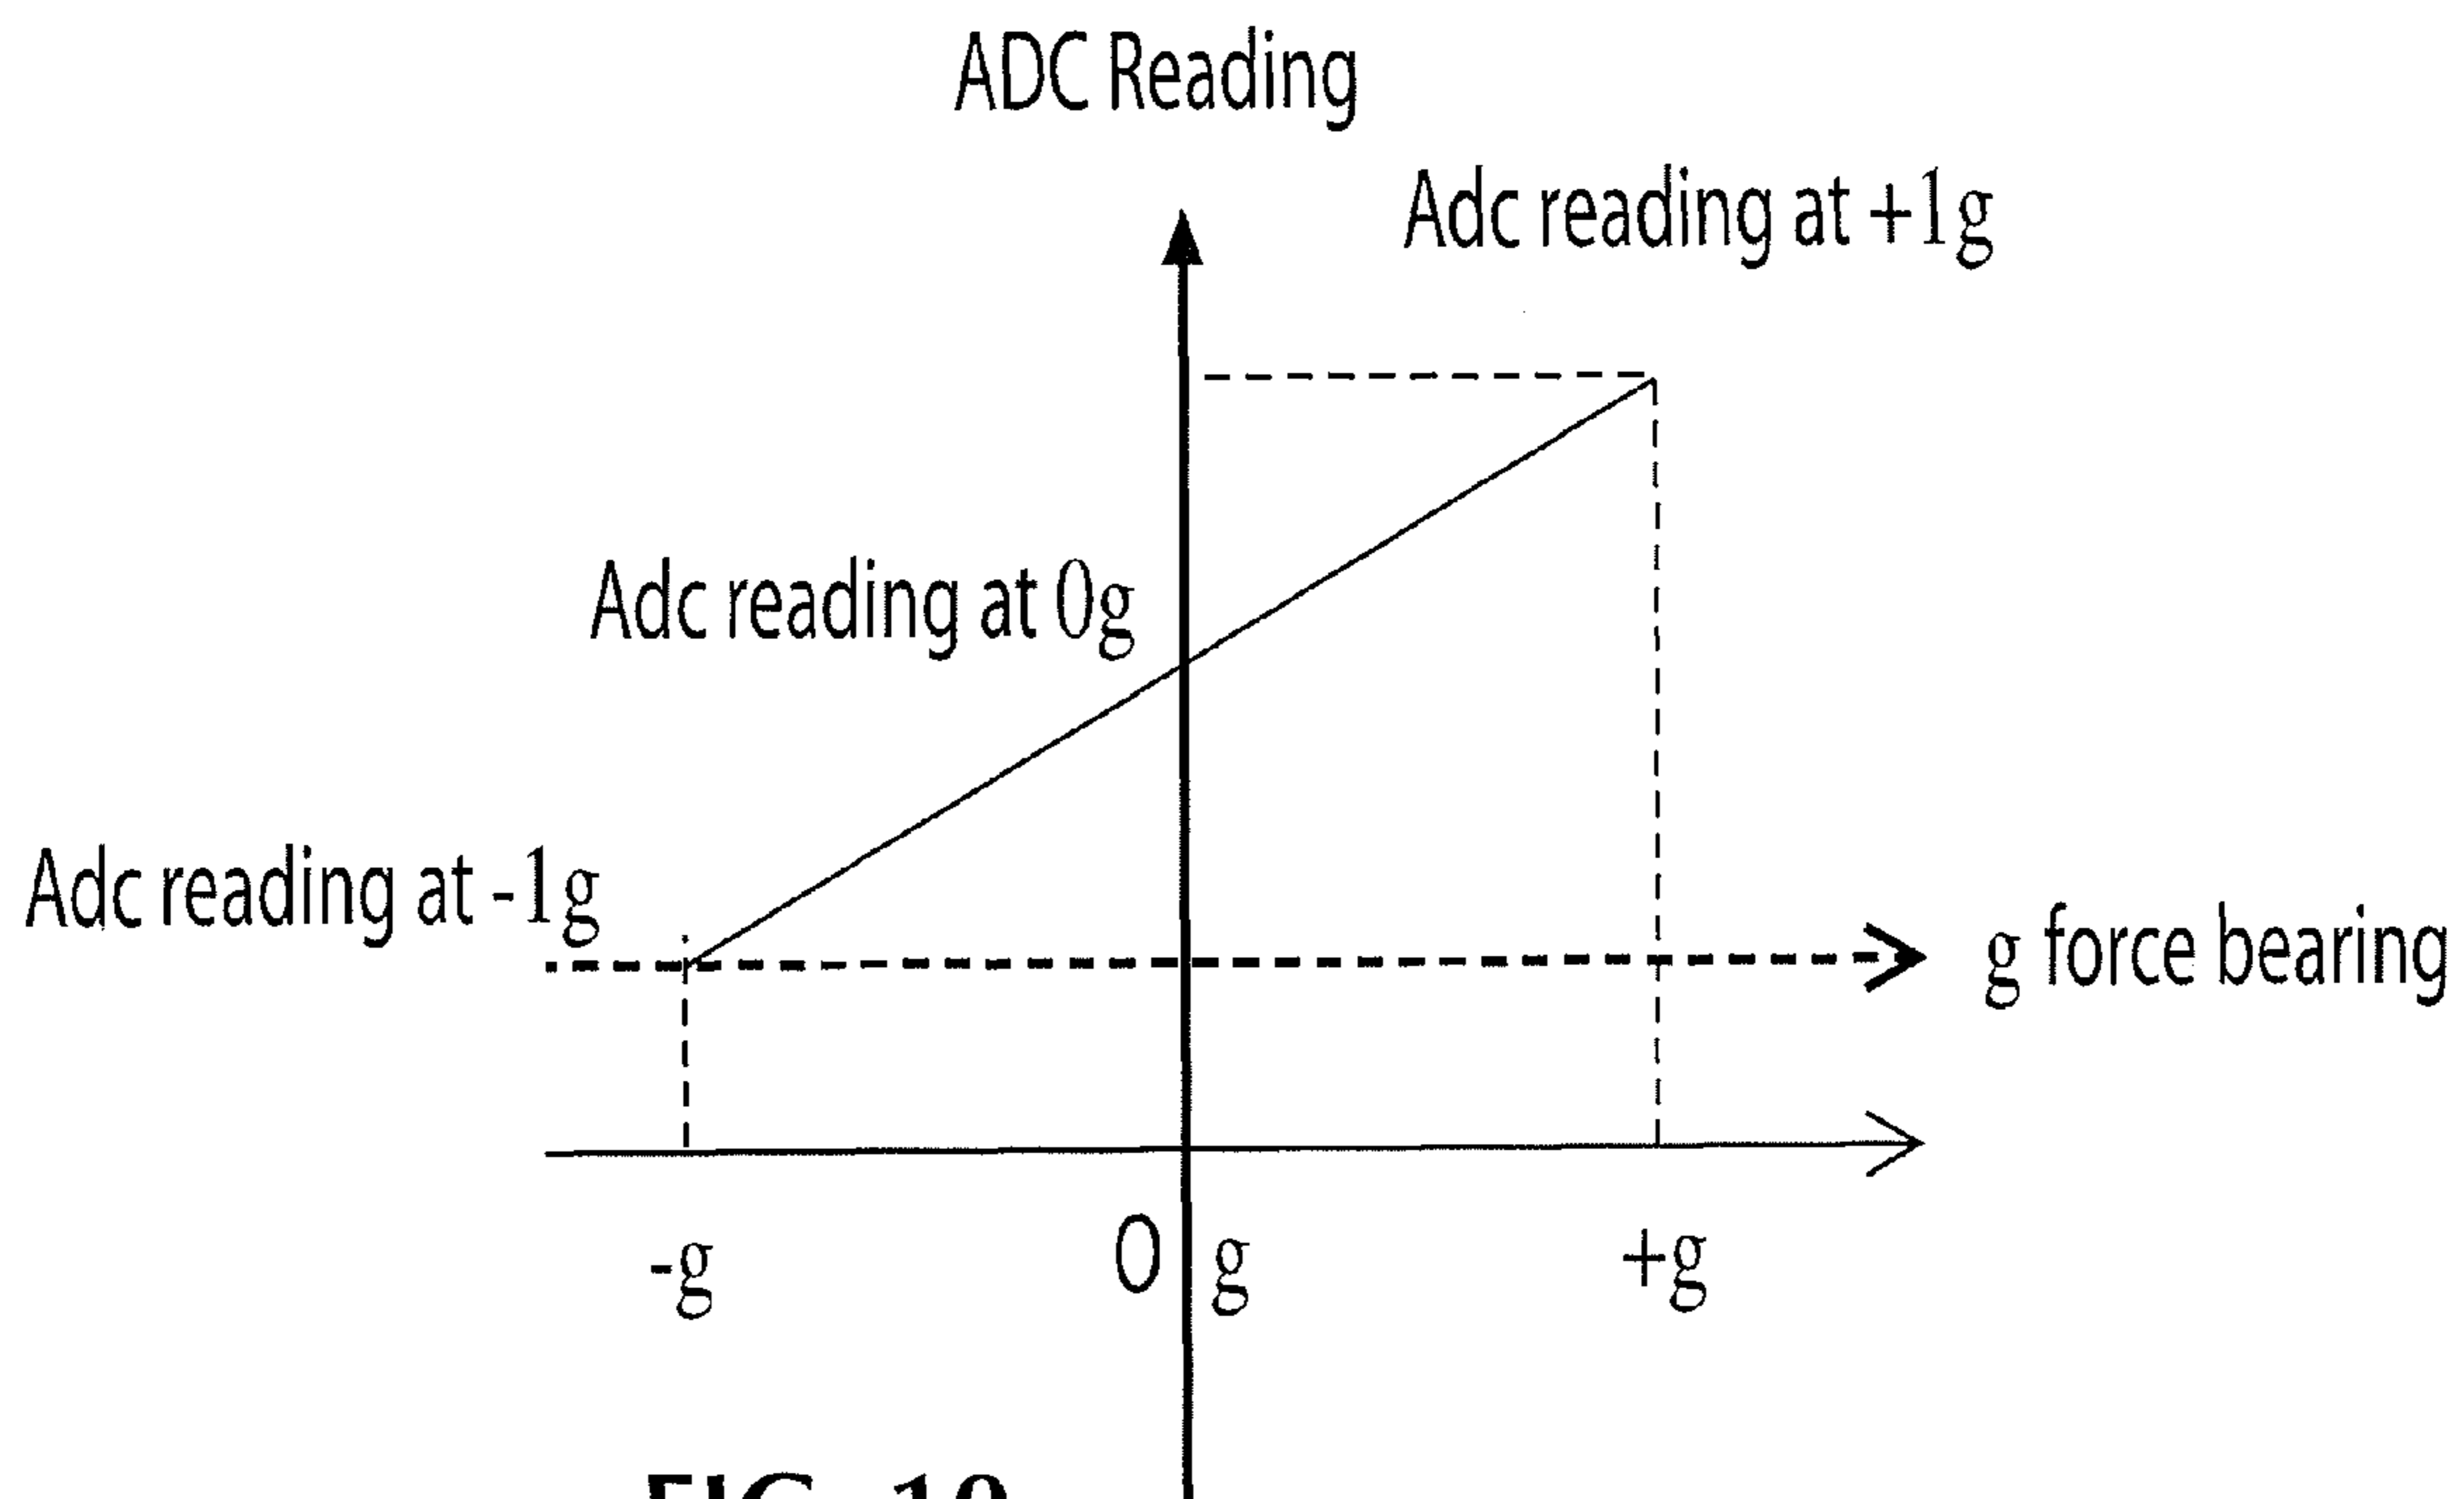 ADC Reading
Adc reading at +1g
Adc reading at 0g
Adc reading at -1g
g force bearing
-g
0 g
+g